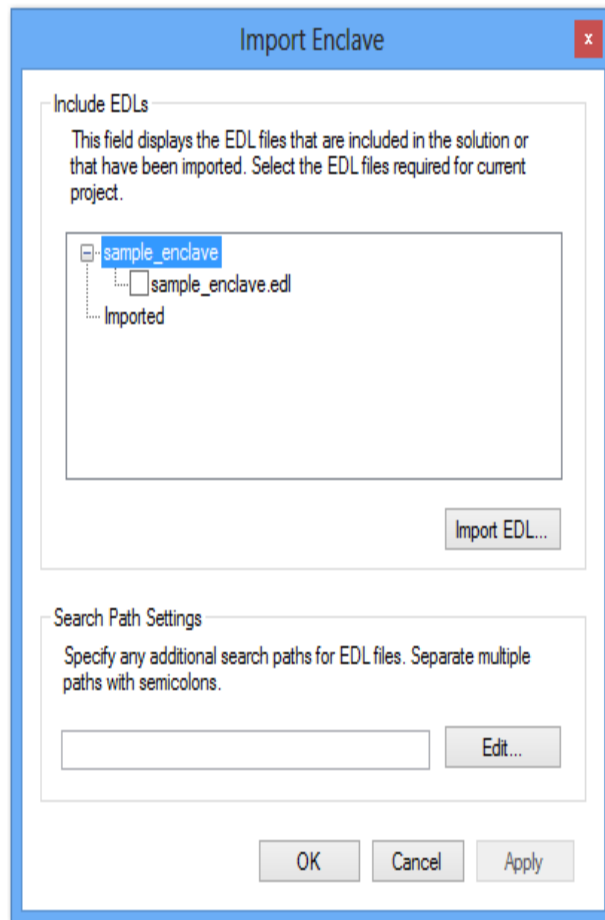 Import Enclave
x
Include EDLs
This field displays the EDL files that are included in the solution or
that have been imported. Select the EDL files required for current
project.
sample_enclave
sample_enclave.edl
Imported
Import EDL...
Search Path Settings
Specify any additional search paths for EDL files. Separate multiple
paths with semicolons.
Edit...
OK Cancel Apply